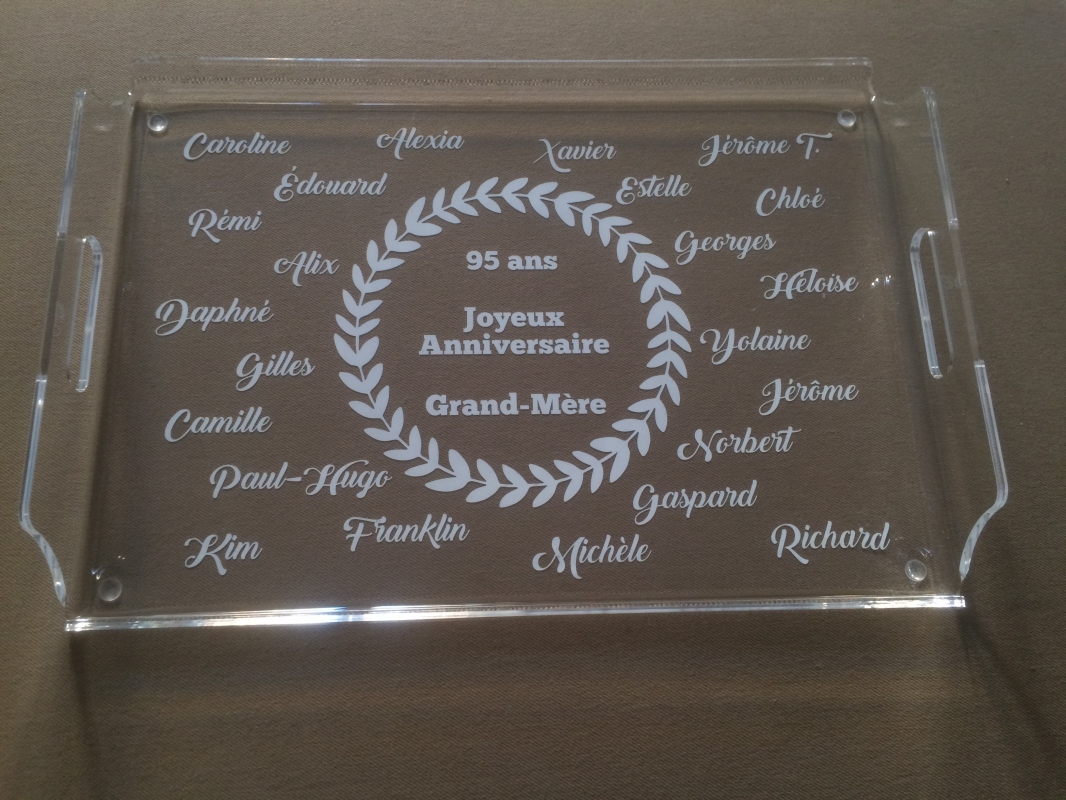 Caroline
Alexia
Xavier
Jérôme T.
Édouard
Estelle
Chloé
Rémi
Georges
Alix
Héloise
Daphné
Yolaine
Gilles
Jérôme
Camille
Norbert
Paul-Hugo
Gaspard
Franklin
Kim
Michèle
Richard
95 ans
Joyeux
Anniversaire
Grand-Mère